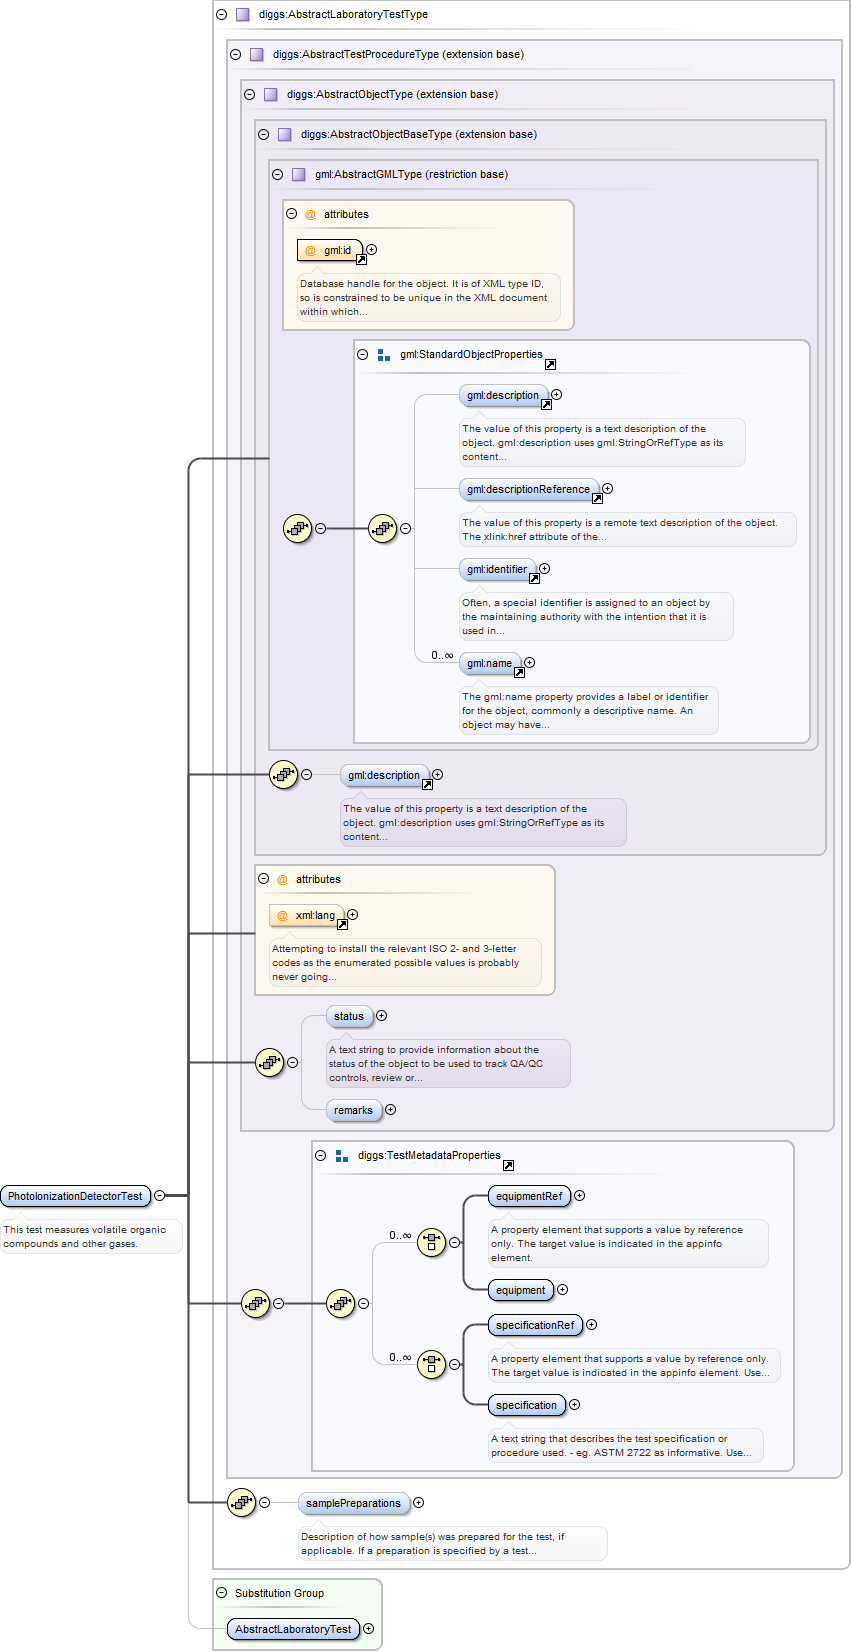 diggs:AbstractLaboratoryTestType
diggs:AbstractTestProcedureType (extension base)
diggs:AbstractObjectType (extension base)
diggs:AbstractObjectBaseType (extension base)
gml:AbstractGMLType (restriction base)
@ attributes
@ gml:id
Database handle for the object. It is of XML type ID,
so is constrained to be unique in the XML document
within which...
gml:StandardObjectProperties
gml:description
The value of this property is a text description of the
object. gml:description uses gml:StringOrRefType as its
content...
gml:descriptionReference
The value of this property is a remote text description of the object.
The xlink:href attribute of the...
gml:identifier
Often, a special identifier is assigned to an object by
the maintaining authority with the intention that it is
used in...
0..∞
gml:name
The gml:name property provides a label or identifier
for the object, commonly a descriptive name. An
object may have...
gml:description
The value of this property is a text description of the
object. gml:description uses gml:StringOrRefType as its
content...
@ attributes
@ xml:lang
Attempting to install the relevant ISO 2- and 3-letter
codes as the enumerated possible values is probably
never going...
status
A text string to provide information about the
status of the object to be used to track QA/QC
controls, review or...
remarks
diggs:TestMetadataProperties
PhotoIonizationDetectorTest
This test measures volatile organic
compounds and other gases.
0..∞
equipmentRef
A property element that supports a value by reference
only. The target value is indicated in the appinfo
element.
equipment
0..∞
specificationRef
A property element that supports a value by reference only.
The target value is indicated in the appinfo element. Use...
specification
A text string that describes the test specification or
procedure used. - eg. ASTM 2722 as informative. Use...
samplePreparations
Description of how sample(s) was prepared for the test, if
applicable. If a preparation is specified by a test...
Substitution Group
AbstractLaboratoryTest